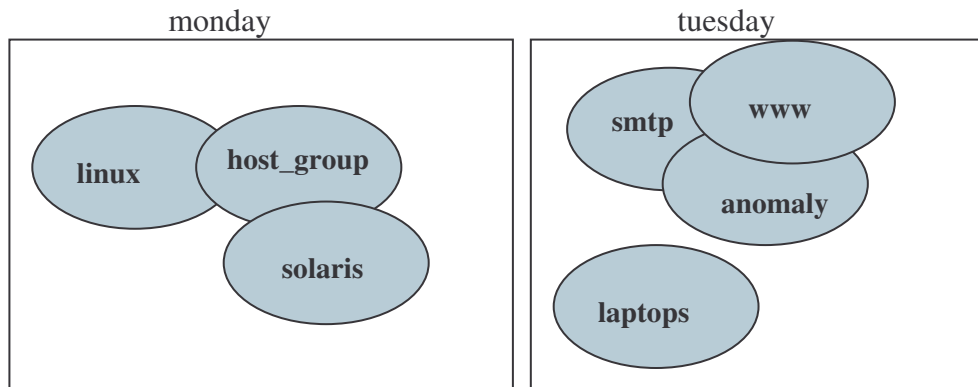 monday
linux
host_group
solaris
tuesday
smtp
www
anomaly
laptops